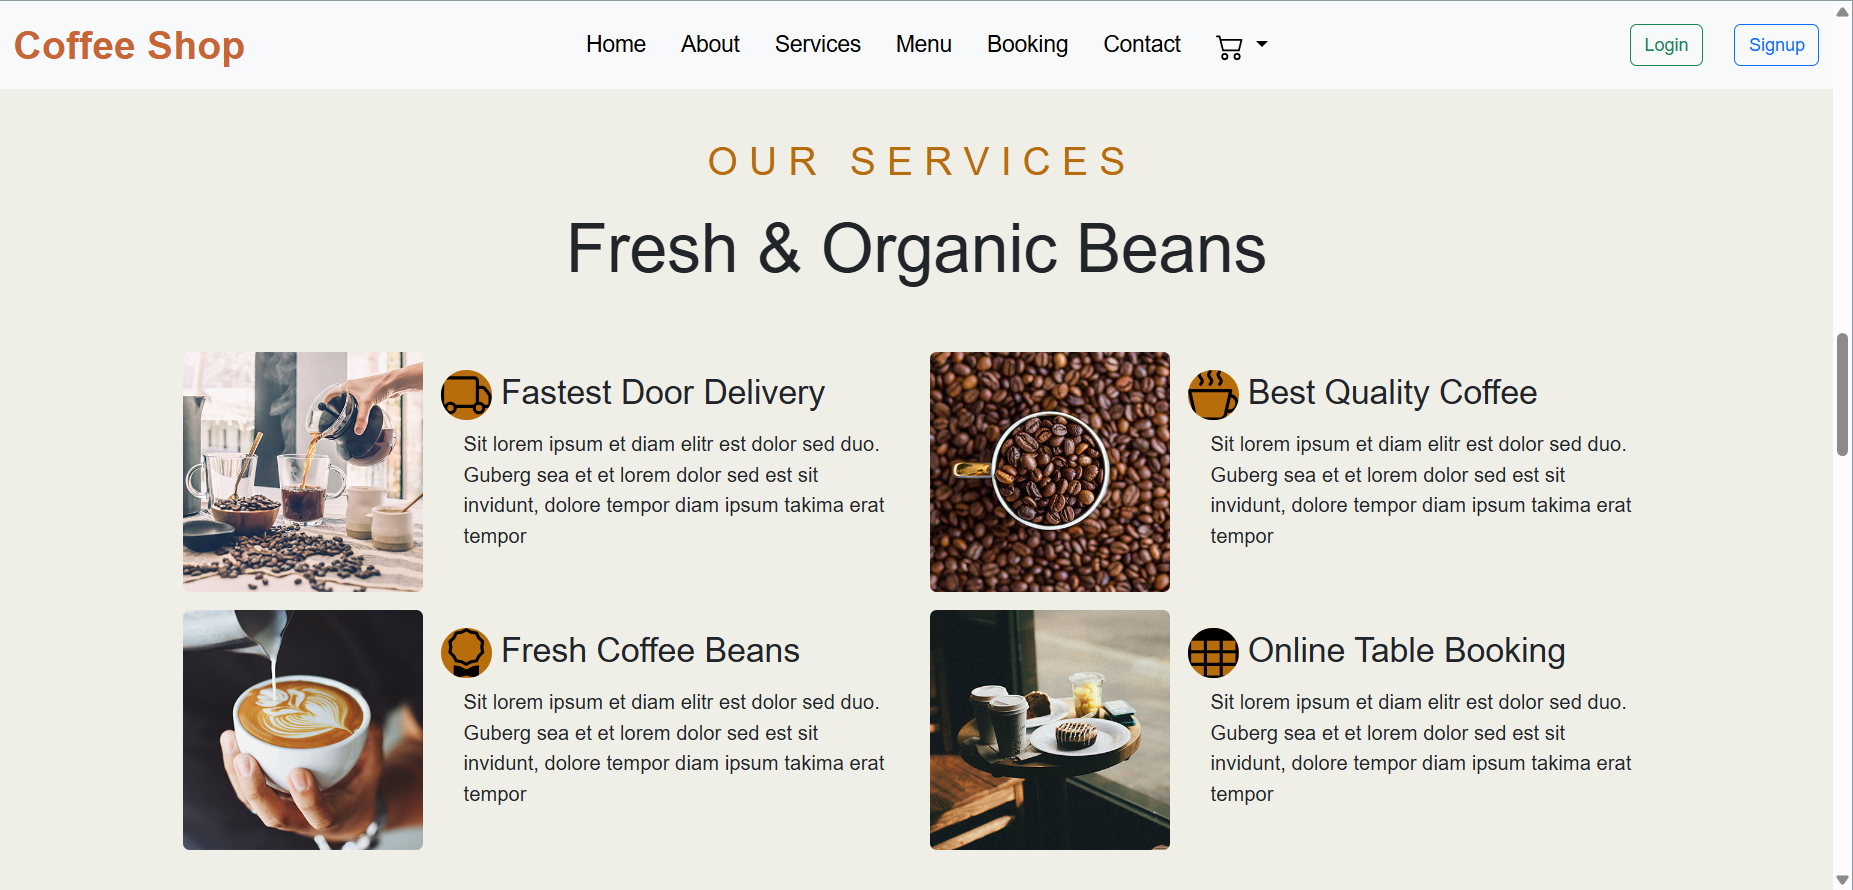 Coffee Shop
Home About Services Menu Booking Contact
Login Signup
OUR SERVICES
Fresh & Organic Beans
Fastest Door Delivery
Sit lorem ipsum et diam elitr est dolor sed duo.
Guberg sea et et lorem dolor sed est sit
invidunt, dolore tempor diam ipsum takima erat
tempor
Best Quality Coffee
Sit lorem ipsum et diam elitr est dolor sed duo.
Guberg sea et et lorem dolor sed est sit
invidunt, dolore tempor diam ipsum takima erat
tempor
Fresh Coffee Beans
Sit lorem ipsum et diam elitr est dolor sed duo.
Guberg sea et et lorem dolor sed est sit
invidunt, dolore tempor diam ipsum takima erat
tempor
Online Table Booking
Sit lorem ipsum et diam elitr est dolor sed duo.
Guberg sea et et lorem dolor sed est sit
invidunt, dolore tempor diam ipsum takima erat
tempor